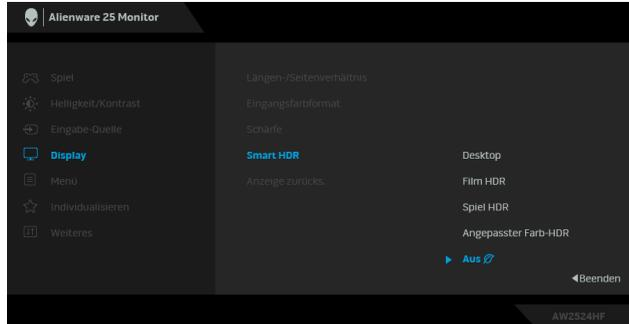 Alienware 25 Monitor
Spiel
Helligkeit/Kontrast
Eingabe-Quelle
Display
Menü
Individualisieren
Weiteres
Längen-/Seitenverhältnis
Eingangsfarbformat
Schärfe
Smart HDR
Anzeige zurücks.
Desktop
Film HDR
Spiel HDR
Angepasster Farb-HDR
Aus
Beenden
AW2524HF